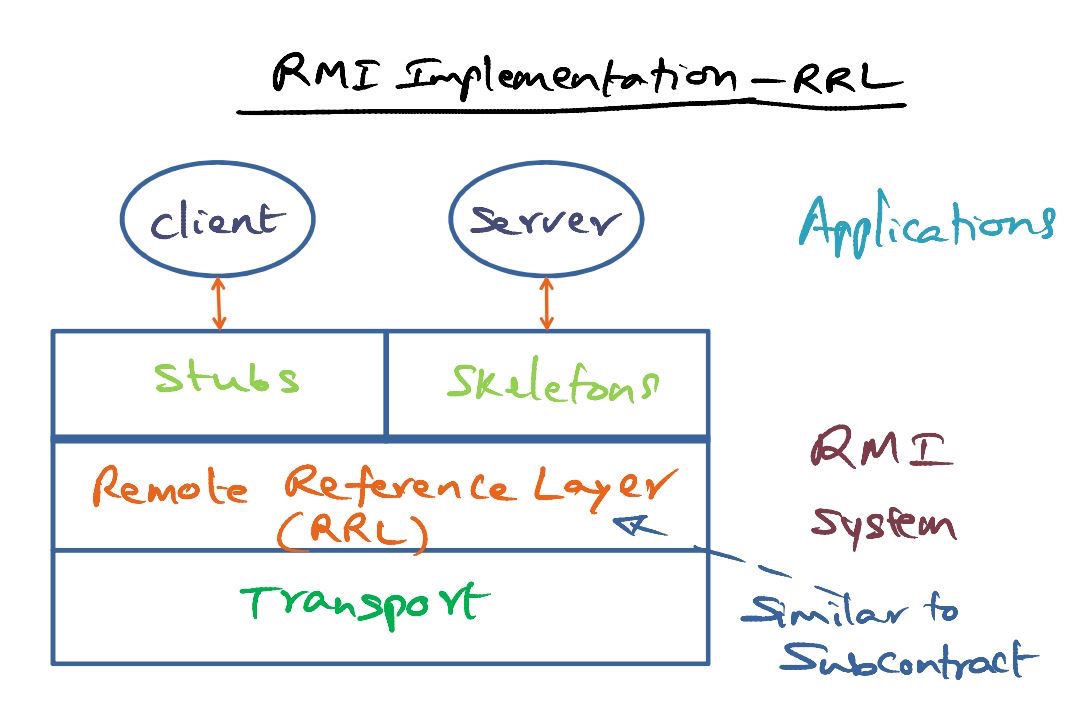 RMI Implementation - RRL
client
Server
Applications
Stubs
Skeletons
Remote Reference Layer
(RRL)
RMI
System
Transport
Similar to
Subcontract